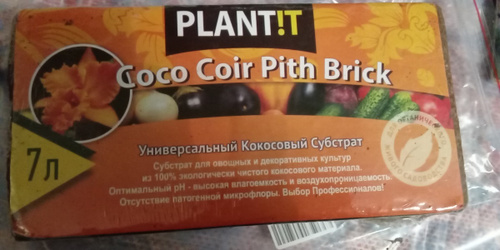 PLANT!T
Coco Coir Pith Brick
Универсальный Кокосовый Субстрат
7л
Субстрат для овощных и декоративных культур
из 100% экологически чистого кокосового материала.
Оптимальный pH - высокая влагоемкость и воздухопроницаемость.
Отсутствие патогенной микрофлоры. Выбор Профессионалов!